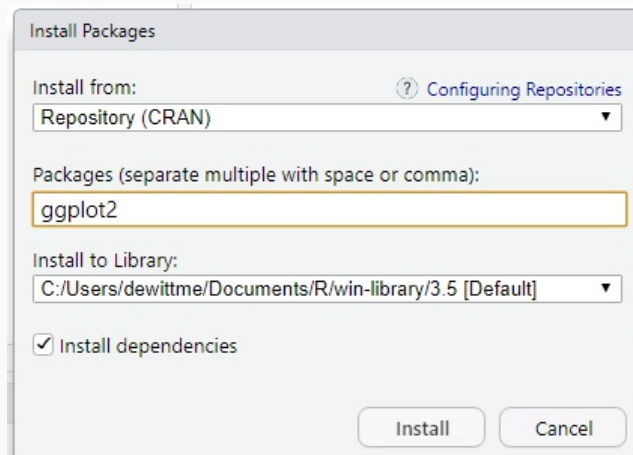 Install Packages
Install from:
Configuring Repositories
Repository (CRAN)
Packages (separate multiple with space or comma):
ggplot2
Install to Library:
C:/Users/dewittme/Documents/R/win-library/3.5 [Default]
Install dependencies
Install
Cancel